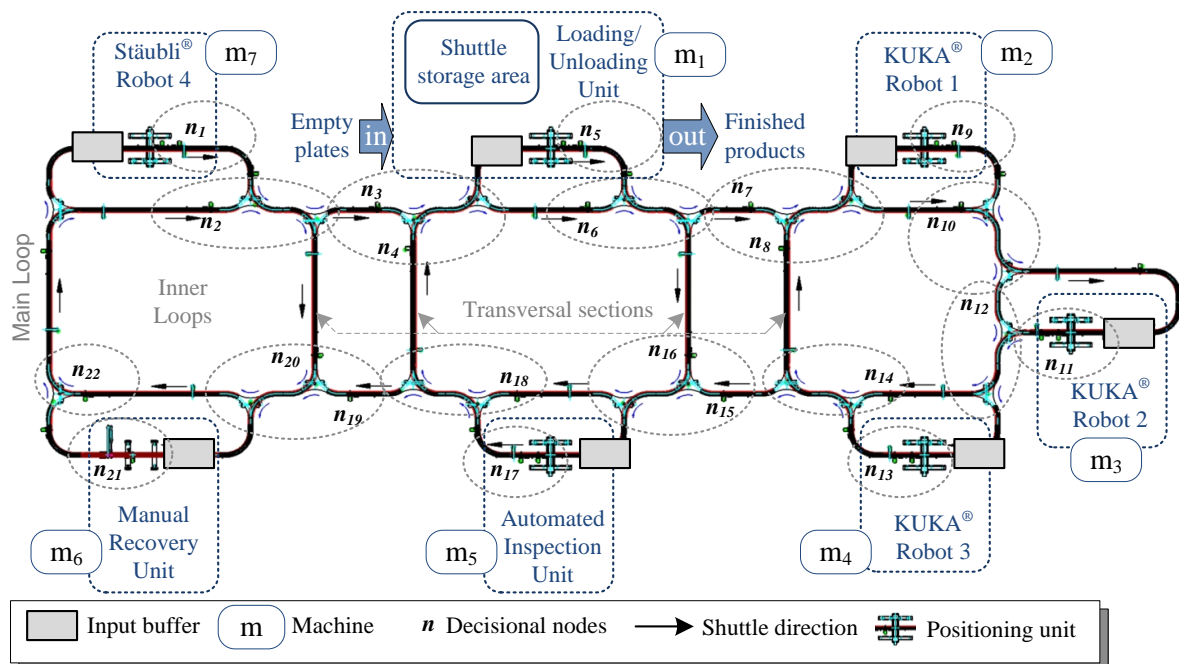 Stäubli®
Robot 4
m7
Shuttle
storage area
Loading/
Unloading
Unit
m1
KUKA®
Robot 1
m2
Empty
plates
in
out
Finished
products
n1
n5
n9
n2
n3
n4
n6
n7
n8
n10
Main Loop
Inner
Loops
Transversal sections
n12
n11
KUKA®
Robot 2
m3
n22
n20
n19
n18
n16
n15
n14
n21
n17
n13
Manual
Recovery
Unit
m6
Automated
Inspection
Unit
m5
KUKA®
Robot 3
m4
Input buffer
m Machine
n Decisional nodes
Shuttle direction
Positioning unit